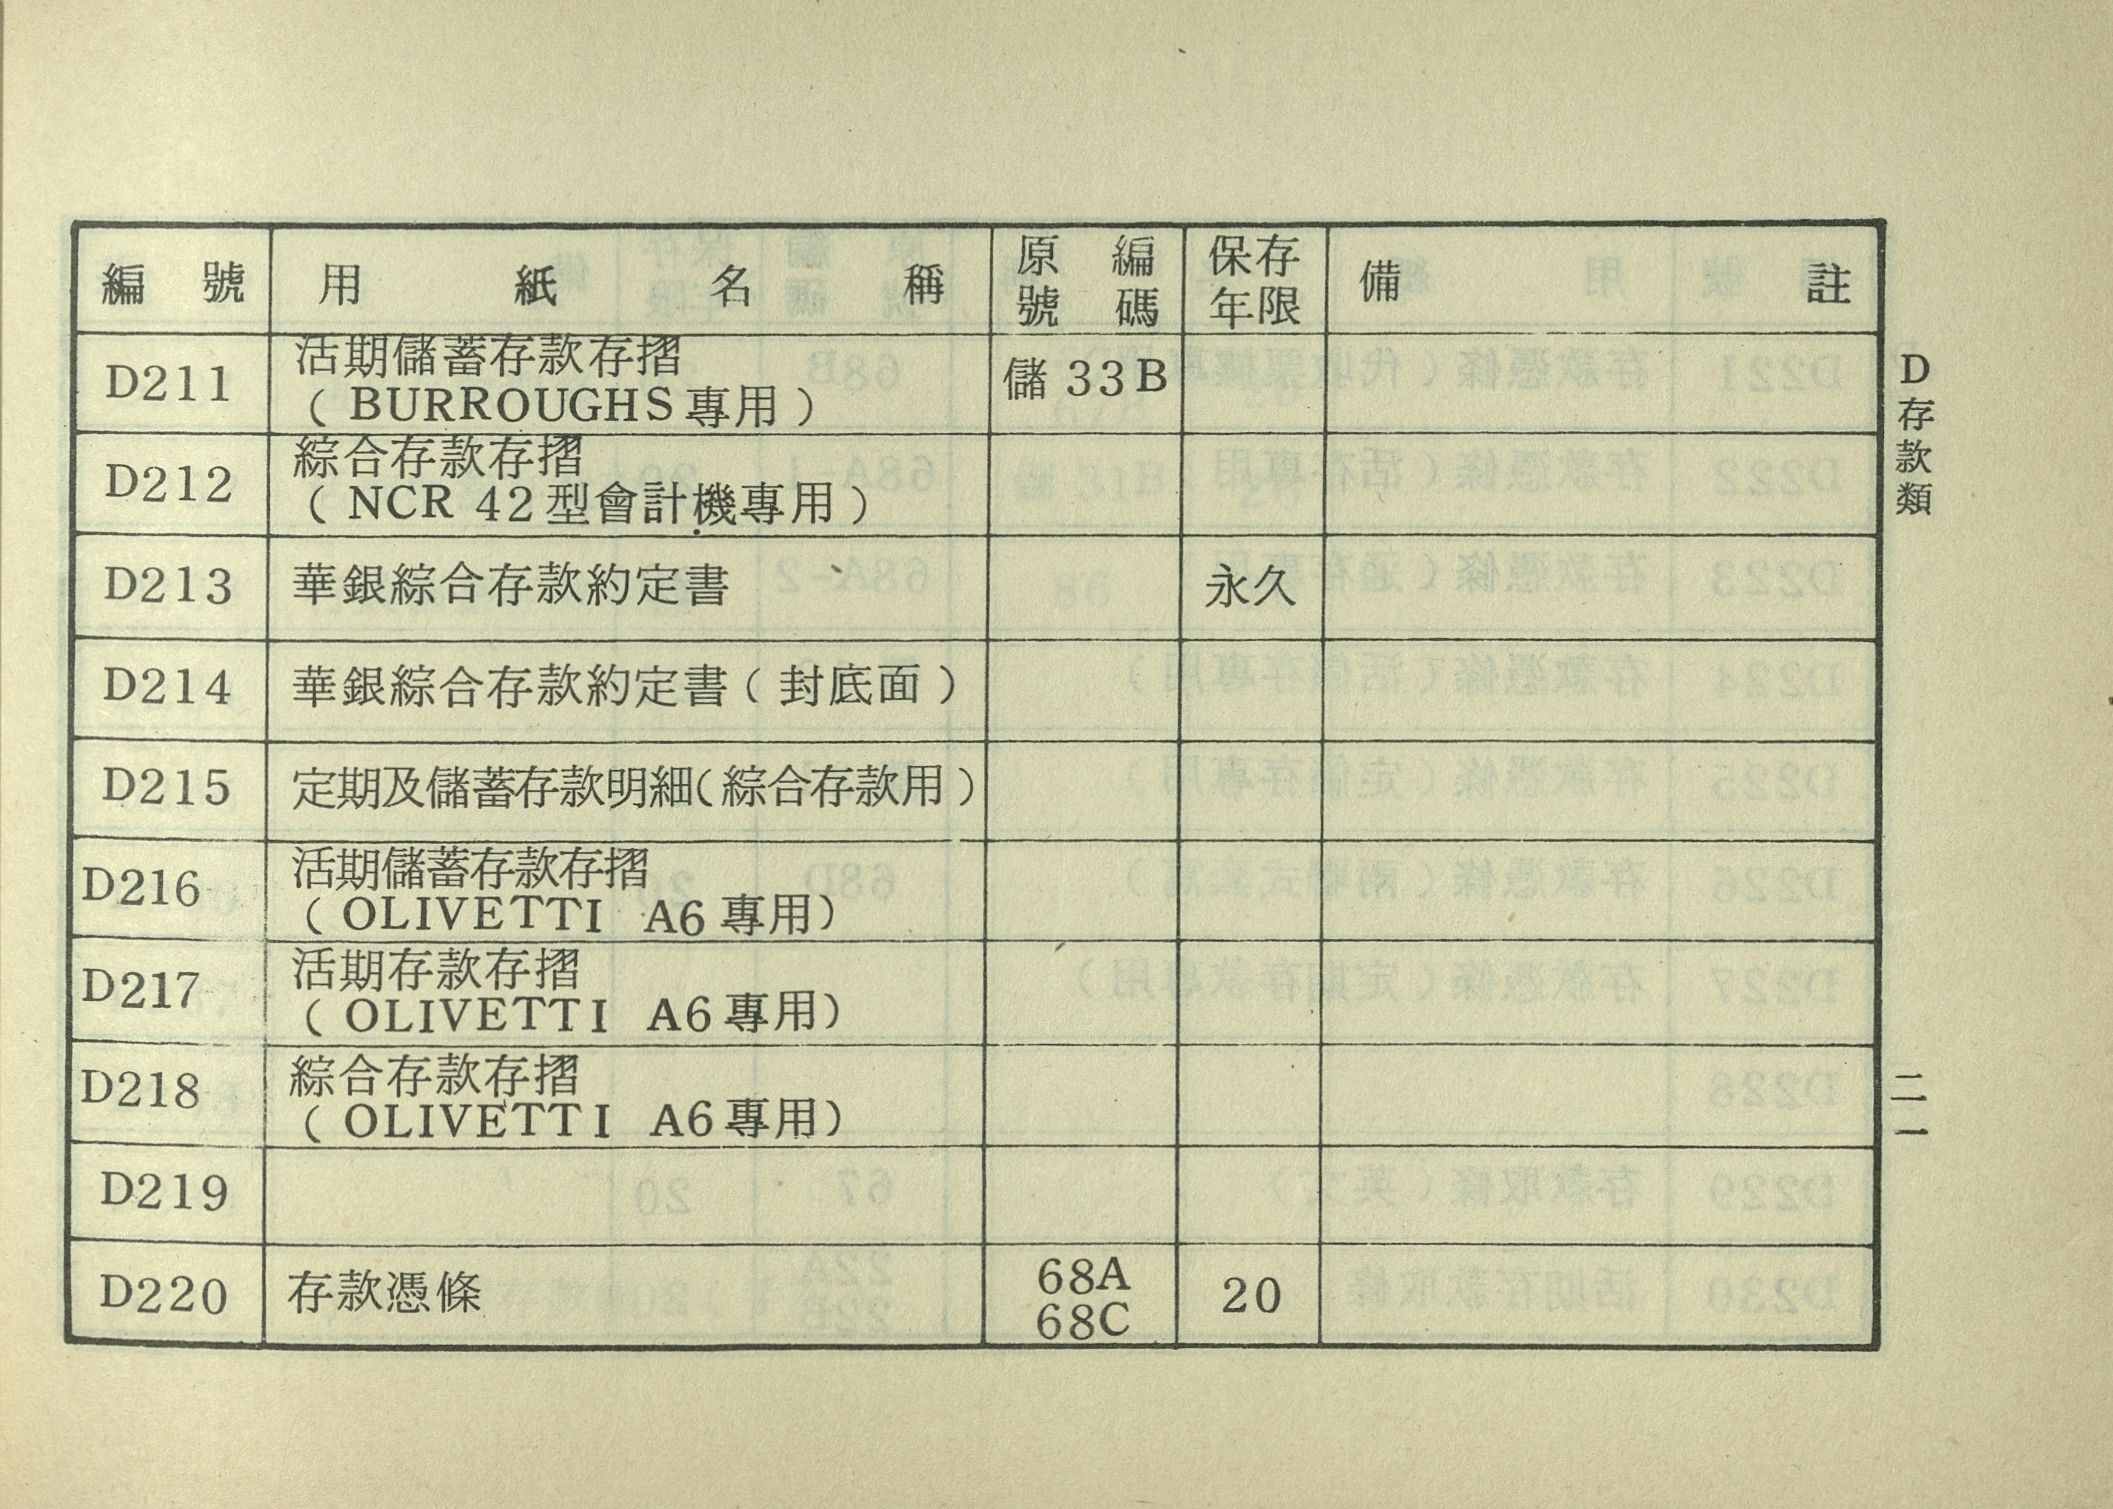 編號 用紙名稱 原編號碼 保存年限 備註
D211 活期儲蓄存款存摺 儲33B
(BURROUGHS專用)
D212 綜合存款存摺
(NCR 42型會計機專用)
D213 華銀綜合存款約定書 永久
D214 華銀綜合存款約定書(封底面)
D215 定期及儲蓄存款明細(綜合存款用)
D216 活期儲蓄存款存摺
(OLIVETTI A6專用)
D217 活期存款存摺
(OLIVETTI A6專用)
D218 綜合存款存摺
(OLIVETTI A6專用)
D219
D220 存款憑條 68A 20
68C
D存款類
二一